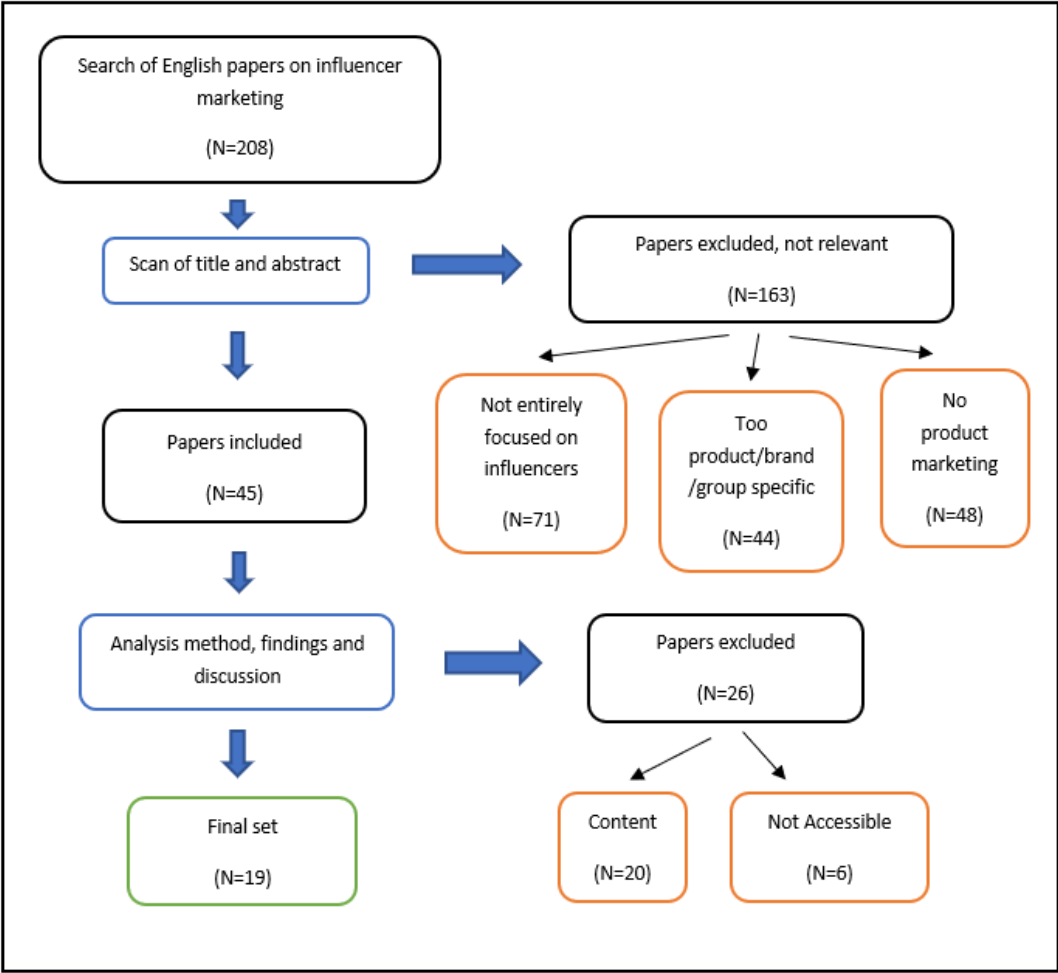 Search of English papers on influencer
marketing
(N=208)
Scan of title and abstract
Papers excluded, not relevant
(N=163)
Not entirely
focused on
influencers
(N=71)
Too
product/brand
/group specific
(N=44)
No
product
marketing
(N=48)
Papers included
(N=45)
Analysis method, findings and
discussion
Papers excluded
(N=26)
Content
(N=20)
Not Accessible
(N=6)
Final set
(N=19)